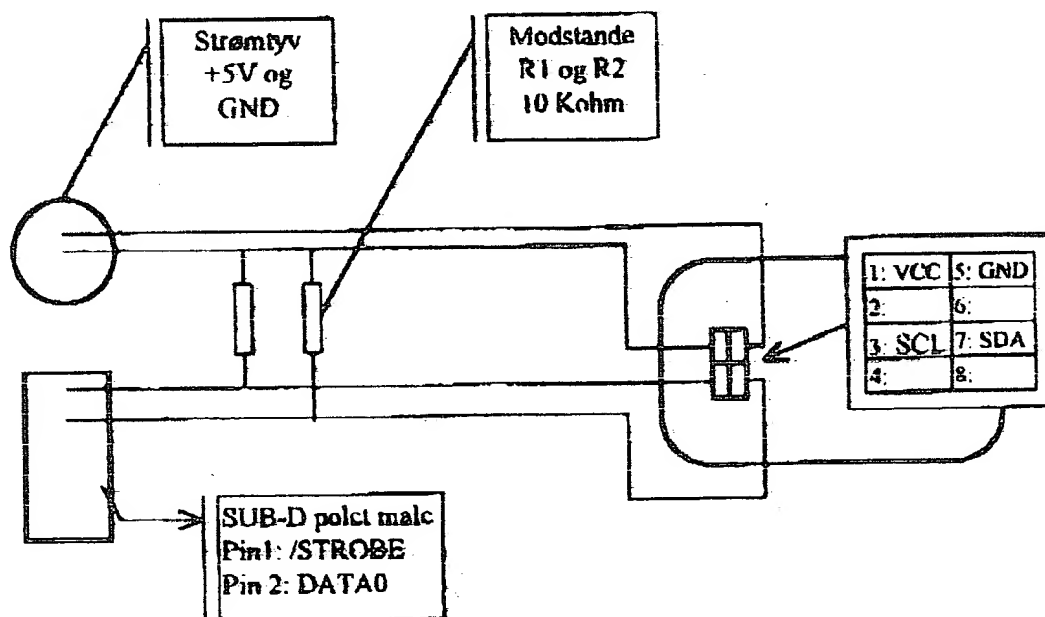 Strømtyv
+5V og
GND
Modstande
R1 og R2
10 Kohm
1: VCC 5: GND
2: 6:
3: SCL 7: SDA
4: 8:
SUB-D polet male
Pin1: /STROBE
Pin 2: DATA0